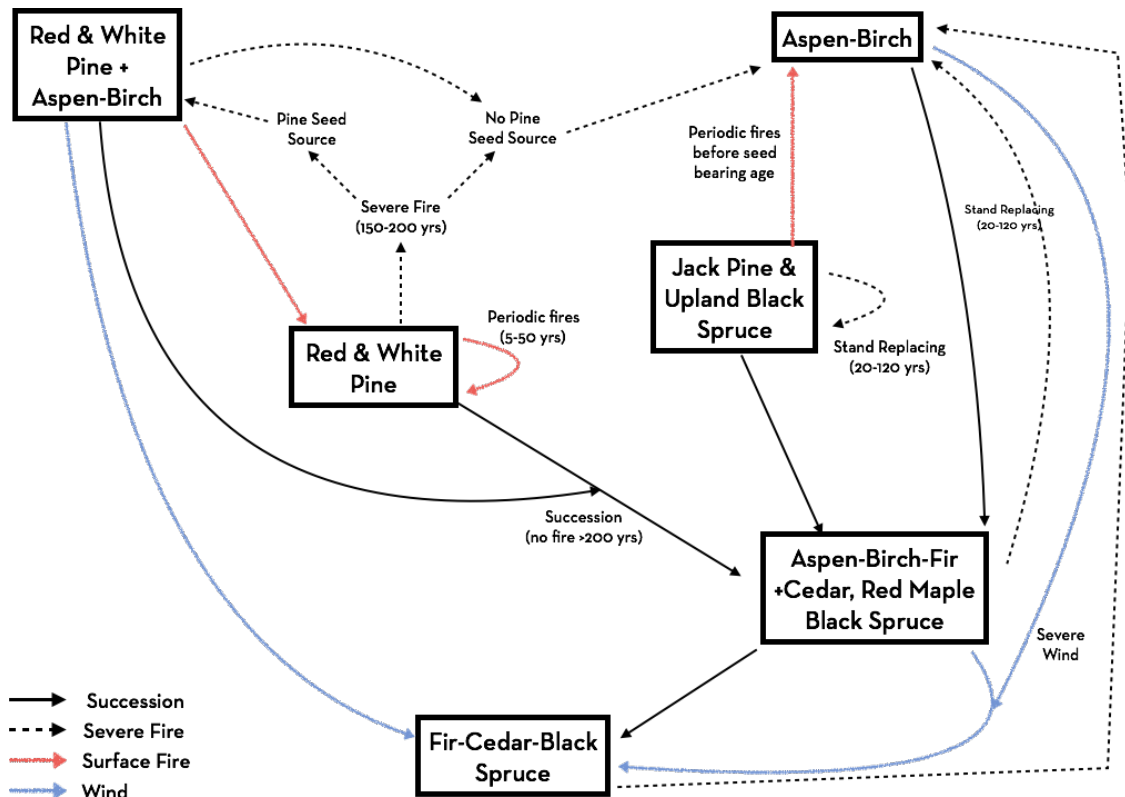 Red & White
Pine +
Aspen-Birch
Aspen-Birch
Pine Seed
Source
No Pine
Seed Source
Periodic fires
before seed
bearing age
Severe Fire
(150-200 yrs)
Stand Replacing
(20-120 yrs)
Jack Pine &
Upland Black
Spruce
Periodic fires
(5-50 yrs)
Red & White
Pine
Stand Replacing
(20-120 yrs)
Succession
(no fire >200 yrs)
Aspen-Birch-Fir
+Cedar, Red Maple
Black Spruce
Severe
Wind
Fir-Cedar-Black
Spruce
Succession
Severe Fire
Surface Fire
Wind